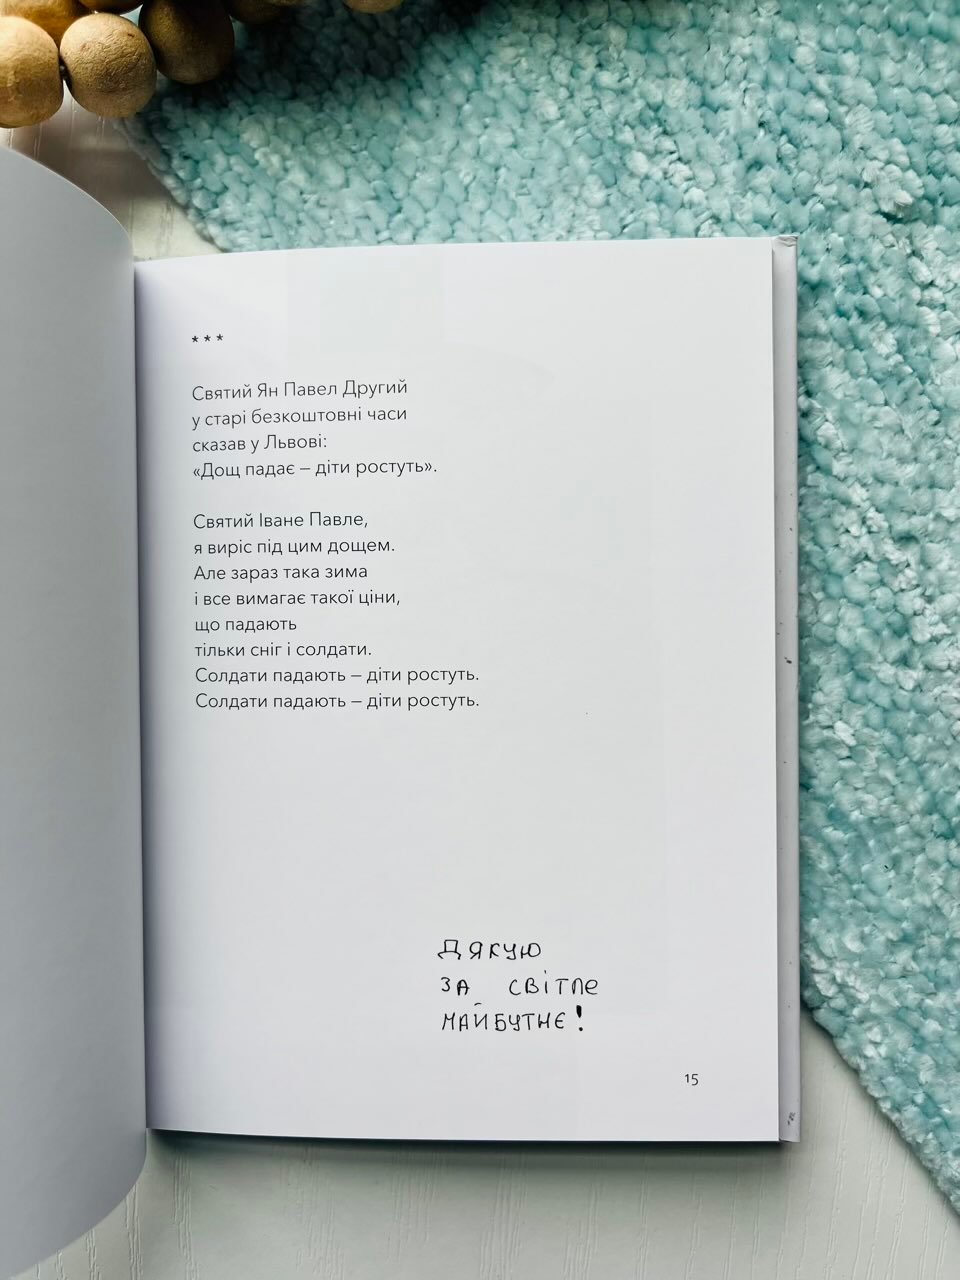 * * *
Святий Ян Павел Другий
у старі безкоштовні часи
сказав у Львові:
«Дощ падає — діти ростуть».
Святий Іване Павле,
я виріс під цим дощем.
Але зараз така зима
і все вимагає такої ціни,
що падають
тільки сніг і солдати.
Солдати падають — діти ростуть.
Солдати падають — діти ростуть.
ДЯКУЮ
ЗА СВІТЛЕ
МАЙБУТНЄ!
15